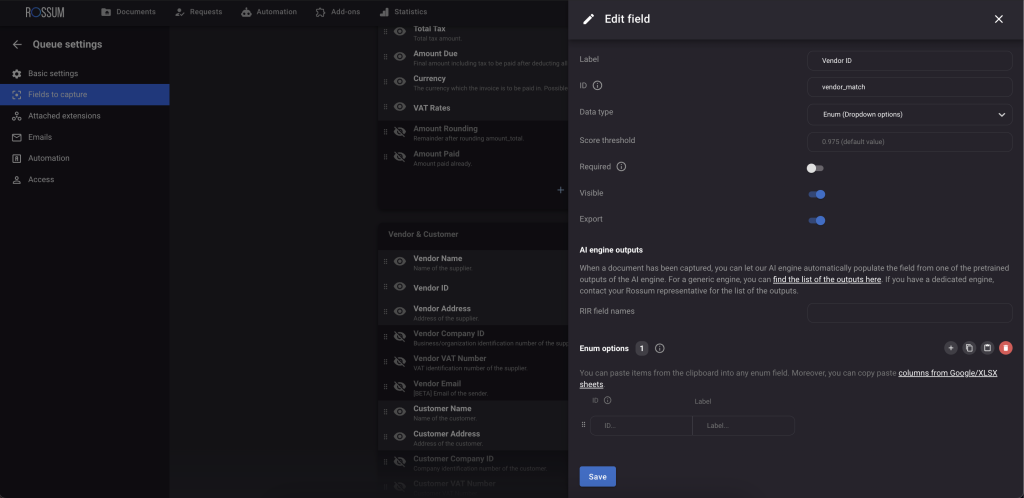 ROSSUM
Documents
Requests
Automation
Add-ons
Statistics
Queue settings
Basic settings
Fields to capture
Attached extensions
Emails
Automation
Access
Total Tax
Total tax amount.
Amount Due
Final amount including tax to be paid after deducting all
Currency
The currency which the invoice is to be paid in. Possible
VAT Rates
Amount Rounding
Remainder after rounding amount_total.
Amount Paid
Amount paid already.
Vendor & Customer
Vendor Name
Name of the supplier.
Vendor ID
Vendor Address
Address of the supplier.
Vendor Company ID
Business/organization identification number of the supp
Vendor VAT Number
VAT identification number of the supplier.
Vendor Email
[BETA] Email of the sender.
Customer Name
Name of the customer
Customer Address
Address of the customer
Customer Company ID
Company identification number of the customer.
Customer VAT Number
Edit field
Label
Vendor ID
ID
vendor_match
Data type
Enum (Dropdown options)
Score threshold
0.975 (default value)
Required
Visible
Export
AI engine outputs
When a document has been captured, you can let our AI engine automatically populate the field from one of the pretrained
outputs of the AI engine. For a generic engine, you can find the list of the outputs here. If you have a dedicated engine,
contact your Rossum representative for the list of the outputs.
RIR field names
Enum options 1
You can paste items from the clipboard into any enum field. Moreover, you can copy paste columns from Google/XLSX
sheets.
ID
Label
ID...
Label...
Save